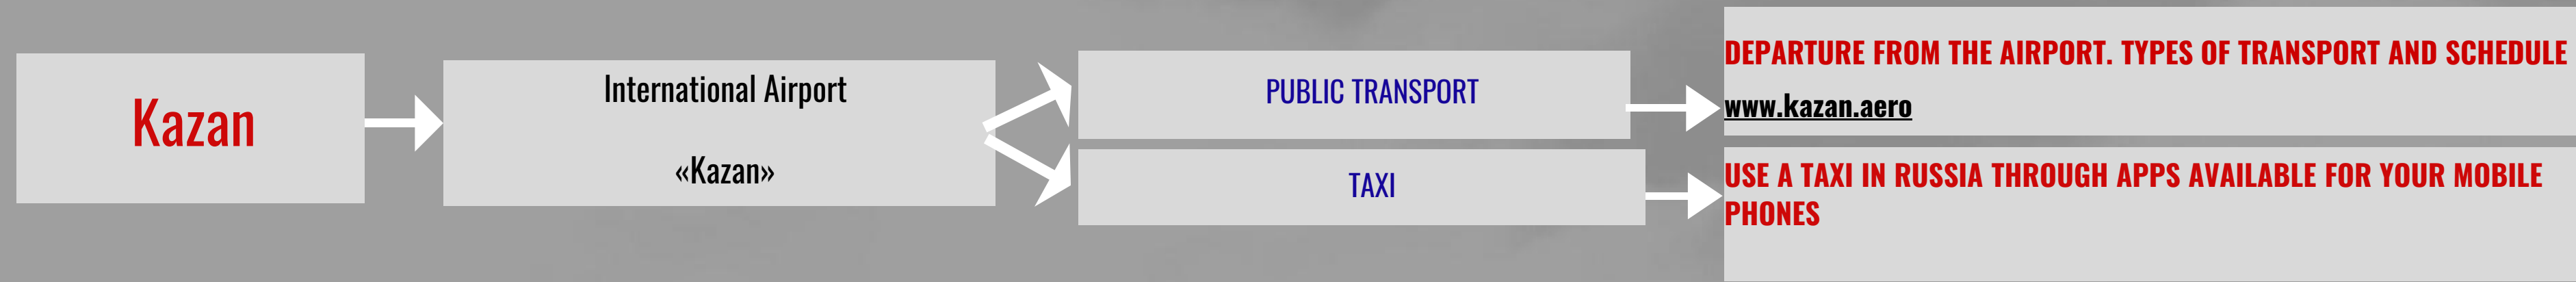 Kazan
International Airport
«Kazan»
PUBLIC TRANSPORT
TAXI
DEPARTURE FROM THE AIRPORT. TYPES OF TRANSPORT AND SCHEDULE
www.kazan.aero
USE A TAXI IN RUSSIA THROUGH APPS AVAILABLE FOR YOUR MOBILE
PHONES